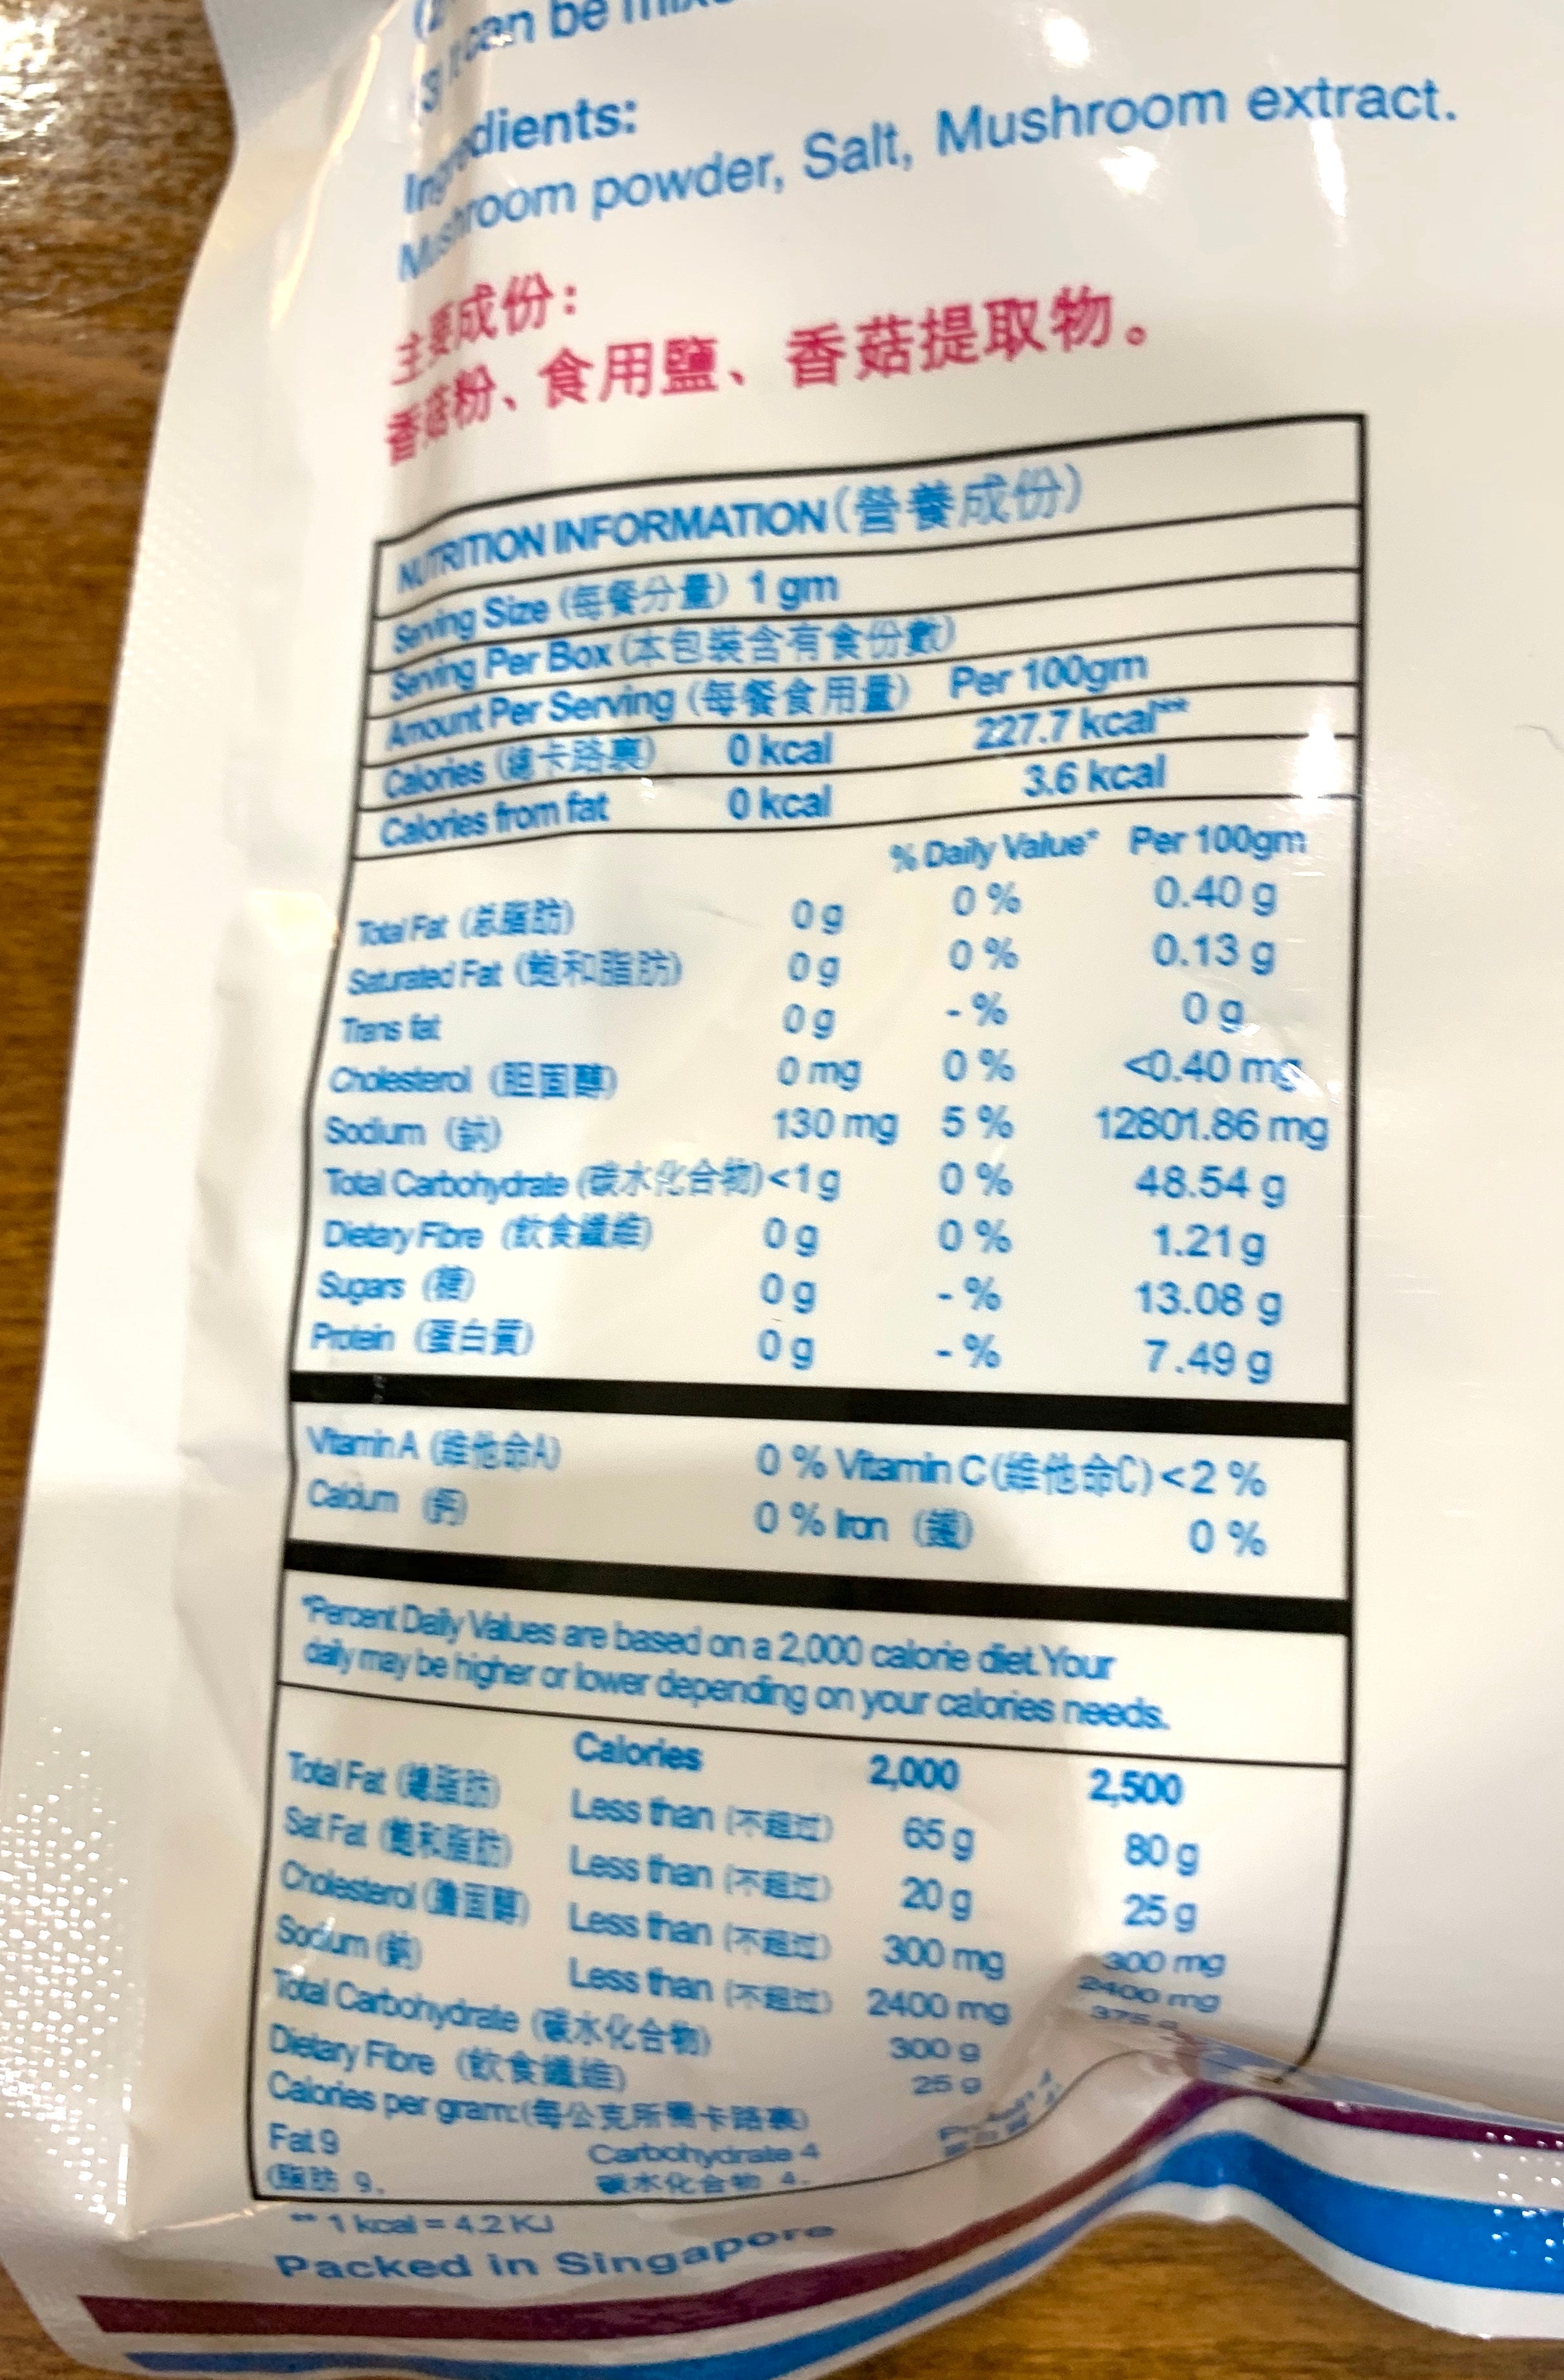 can be
Ingredients:
Mushroom powder, Salt, Mushroom extract.
主要成份：
香菇粉、食用鹽、香菇提取物。
NUTRITION INFORMATION (營養成份)
Serving Size (每餐分量) 1 gm
Serving Per Box (本包裝含有食份數)
Amount Per Serving (每餐食用量) Per 100gm
Calories (總卡路裏) 0 kcal 227.7 kcal**
Calories from fat 0 kcal 3.6 kcal
% Daily Value* Per 100gm
Total Fat (总脂肪) 0 g 0 % 0.40 g
Saturated Fat (飽和脂肪) 0 g 0 % 0.13 g
Trans fat 0 g - % 0 g
Cholesterol (胆固醇) 0 mg 0 % <0.40 mg
Sodium (鈉) 130 mg 5 % 12801.86 mg
Total Carbohydrate (碳水化合物) <1 g 0 % 48.54 g
Dietary Fibre (飲食纖維) 0 g 0 % 1.21 g
Sugars (糖) 0 g - % 13.08 g
Protein (蛋白質) 0 g - % 7.49 g
Vitamin A (維他命A) 0 % Vitamin C (維他命C) <2 %
Calcium (鈣) 0 % Iron (鐵) 0 %
*Percent Daily Values are based on a 2,000 calorie diet. Your
daily may be higher or lower depending on your calories needs.
Calories 2,000 2,500
Total Fat (總脂肪) Less than (不超过) 65 g 80 g
Sat Fat (飽和脂肪) Less than (不超过) 20 g 25 g
Cholesterol (膽固醇) Less than (不超过) 300 mg 300 mg
Sodium (鈉) Less than (不超过) 2400 mg 2400 mg
Total Carbohydrate (碳水化合物) 300 g 375 g
Dietary Fibre (飲食纖維) 25 g
Calories per gram: (每公克所需卡路裏)
Fat 9 Carbohydrate 4 Protein 4
(脂肪 9. 碳水化合物 4.
** 1 kcal = 4.2 KJ
Packed in Singapore